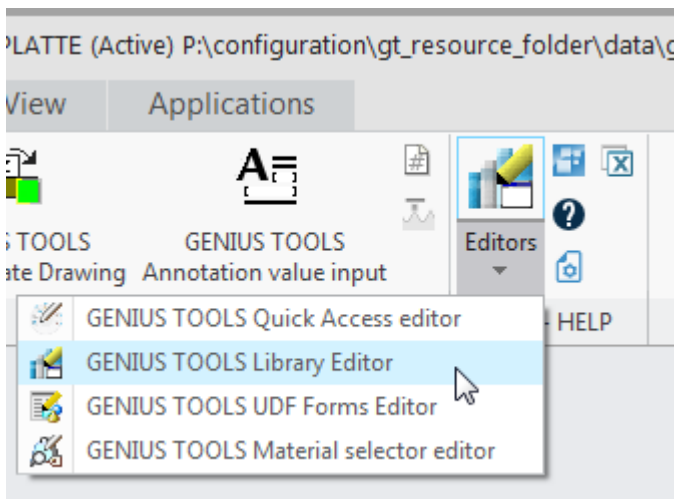 PLATTE (Active) P:\configuration\gt_resource_folder\data\g
View Applications
TOOLS
ate Drawing
GENIUS TOOLS
Annotation value input
Editors
HELP
GENIUS TOOLS Quick Access editor
GENIUS TOOLS Library Editor
GENIUS TOOLS UDF Forms Editor
GENIUS TOOLS Material selector editor